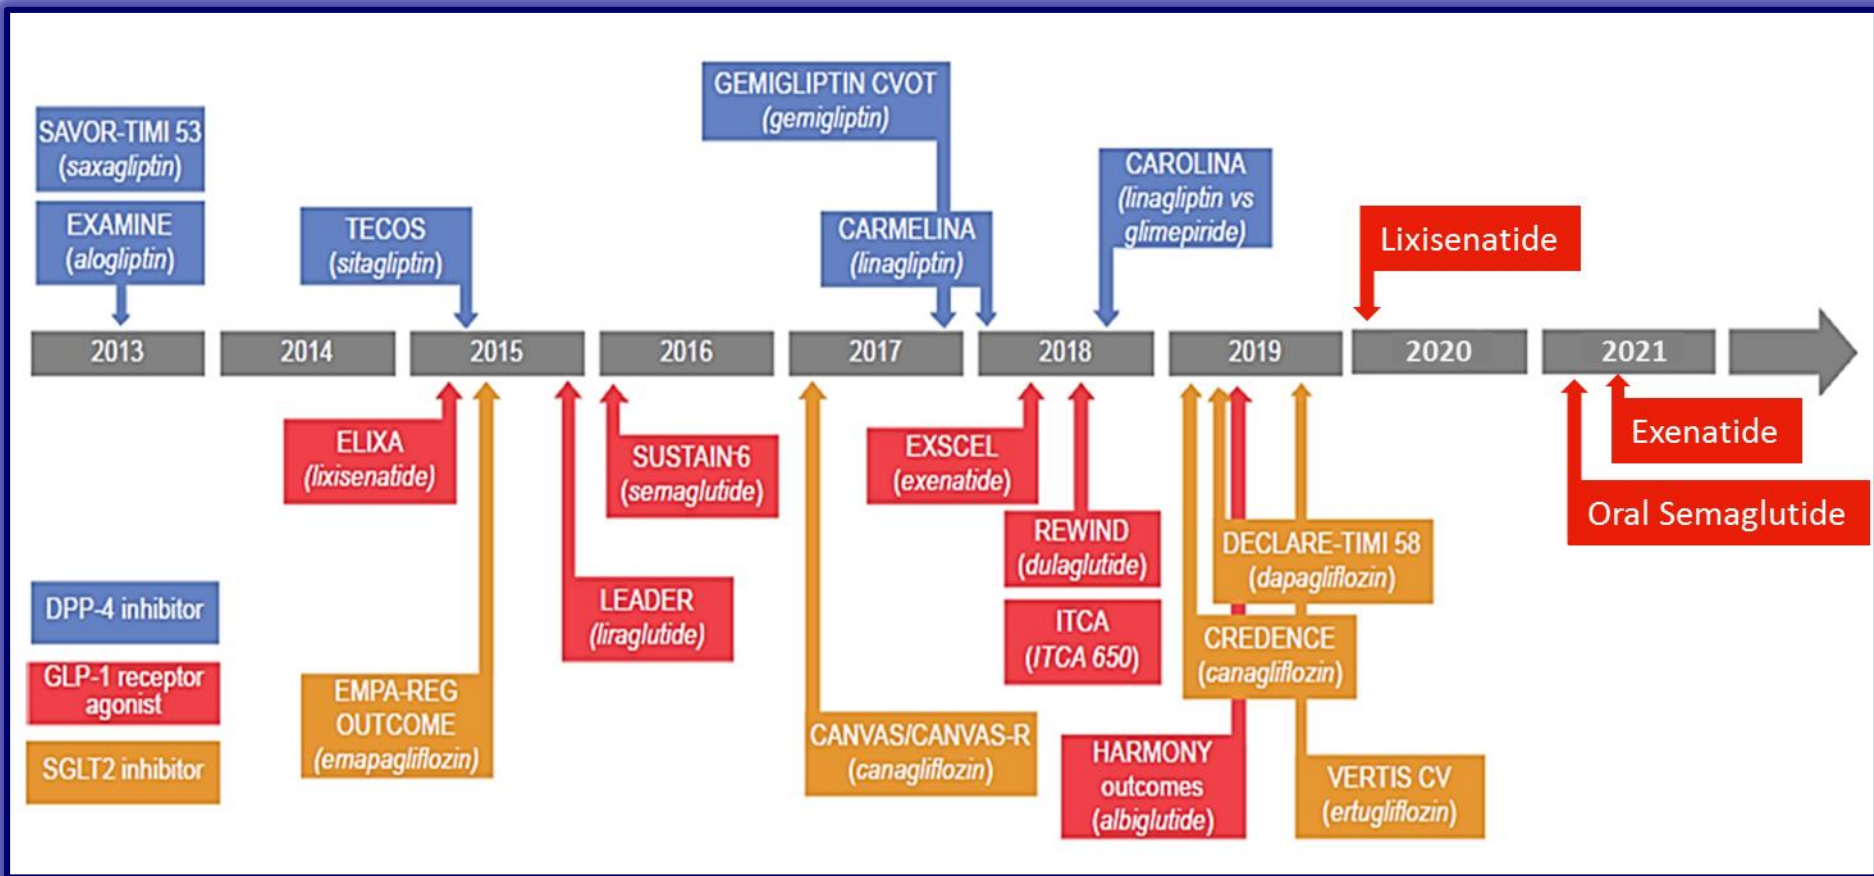 GEMIGLIPTIN CVOT
(gemigliptin)
SAVOR-TIMI 53
(saxagliptin)
EXAMINE
(alogliptin)
TECOS
(sitagliptin)
CARMELINA
(linagliptin)
CAROLINA
(linagliptin vs
glimepiride)
Lixisenatide
2013
2014
2015
2016
2017
2018
2019
2020
2021
ELIXA
(lixisenatide)
SUSTAIN-6
(semaglutide)
EXSCEL
(exenatide)
Exenatide
Oral Semaglutide
REWIND
(dulaglutide)
DECLARE-TIMI 58
(dapagliflozin)
LEADER
(liraglutide)
ITCA
(ITCA 650)
CREDENCE
(canagliflozin)
EMPA-REG
OUTCOME
(emapagliflozin)
CANVAS/CANVAS-R
(canagliflozin)
HARMONY
outcomes
(albiglutide)
VERTIS CV
(ertugliflozin)
DPP-4 inhibitor
GLP-1 receptor
agonist
SGLT2 inhibitor